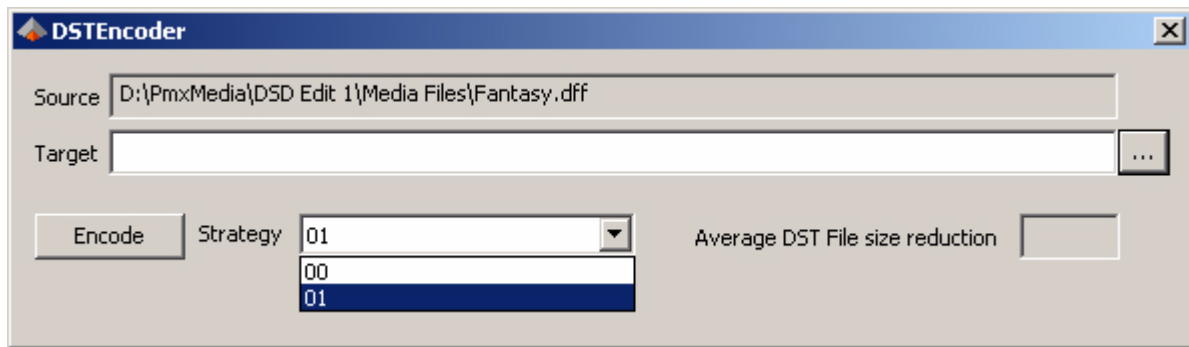 DSTEncoder
Source D:\PmxMedia\DSD Edit 1\Media Files\Fantasy.dff
Target ...
Encode Strategy 01 Average DST File size reduction
00
01